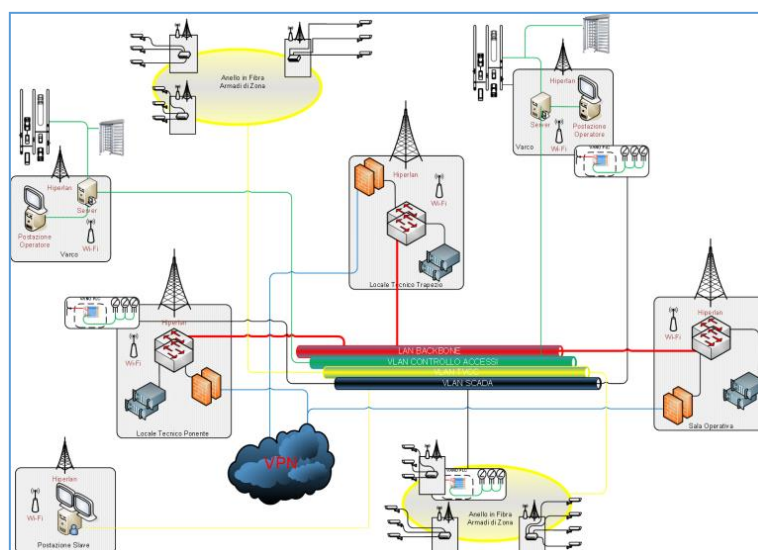 Anello in Fibra
Armadi di Zona
Hiperlan
Server
Postazione
Operatore
Varco
Wi-Fi
Hiperlan
Hiperlan
Server
Postazione
Operatore
Wi-Fi
Varco
Wi-Fi
Locale Tecnico Trapezio
Hiperlan
Wi-Fi
Locale Tecnico Ponente
Hiperlan
Wi-Fi
Sala Operativa
LAN BACKBONE
VLAN CONTROLLO ACCESSI
VLAN TVCC
VLAN SCADA
VPN
Hiperlan
Wi-Fi
Postazione Slave
Anello in Fibra
Armadi di Zona